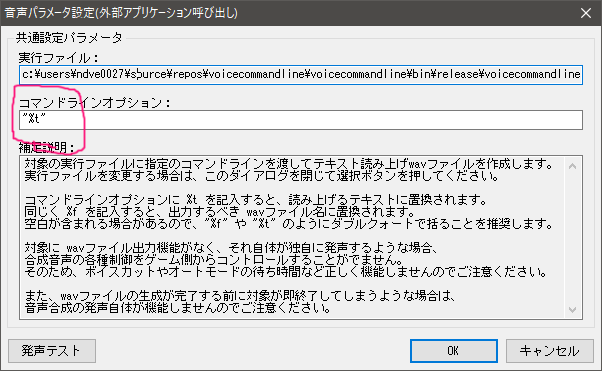 音声パラメータ設定(外部アプリケーション呼び出し)
共通設定パラメータ
実行ファイル：
c:¥users¥ndve0027¥source¥repos¥voicecommandline¥voicecommandline¥bin¥release¥voicecommandline
コマンドラインオプション：
"%t"
補足説明：
対象の実行ファイルに指定のコマンドラインを渡してテキスト読み上げwavファイルを作成します。
実行ファイルを変更する場合は、このダイアログを閉じて選択ボタンを押してください。
コマンドラインオプションに %t を記入すると、読み上げるテキストに置換されます。
同じく %f を記入すると、出力するべき wavファイル名に置換されます。
空白が含まれる場合があるので、"%f" や "%t" のようにダブルクォートで括ることを推奨します。
対象に wavファイル出力機能がなく、それ自体が独自に発声するような場合、
合成音声の各種制御をゲーム側からコントロールすることができません。
そのため、ボイスカットやオートモードの待ち時間など正しく機能しませんのでご注意ください。
また、wavファイルの生成が完了する前に対象が即終了してしまうような場合は、
音声合成の発声自体が機能しませんのでご注意ください。
発声テスト
OK
キャンセル